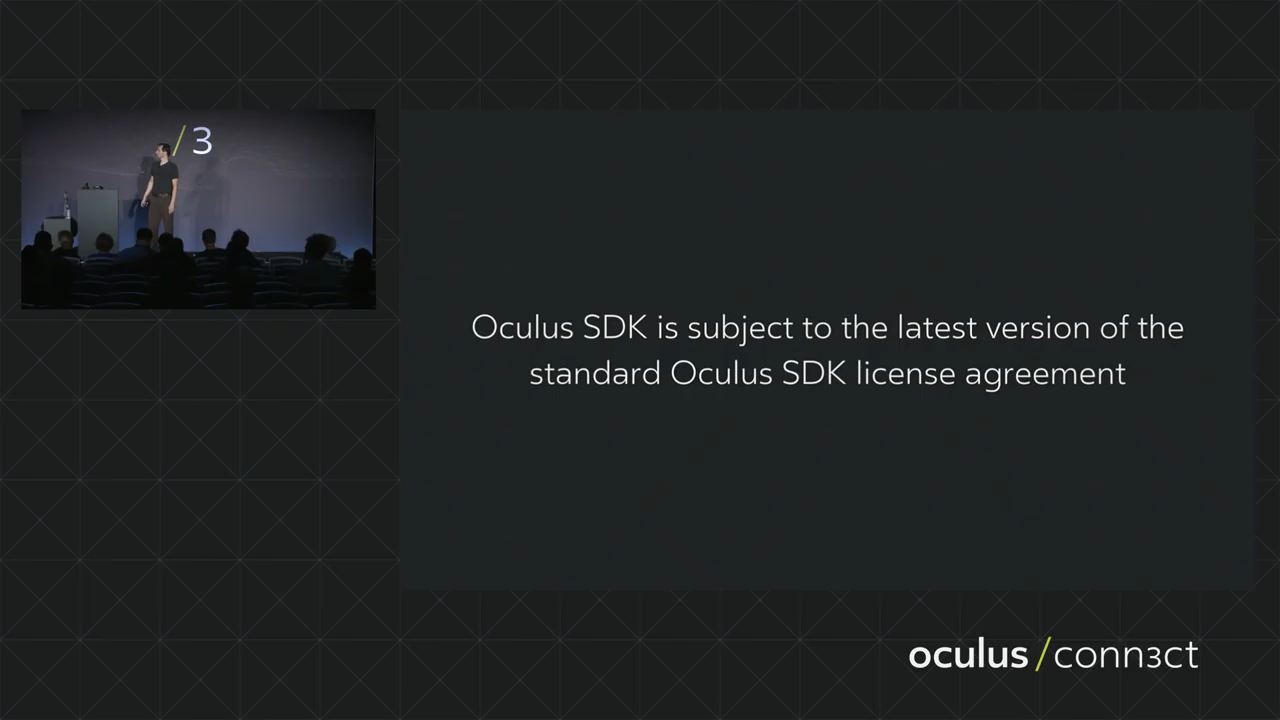 /3
Oculus SDK is subject to the latest version of the
standard Oculus SDK license agreement
oculus/conn3ct